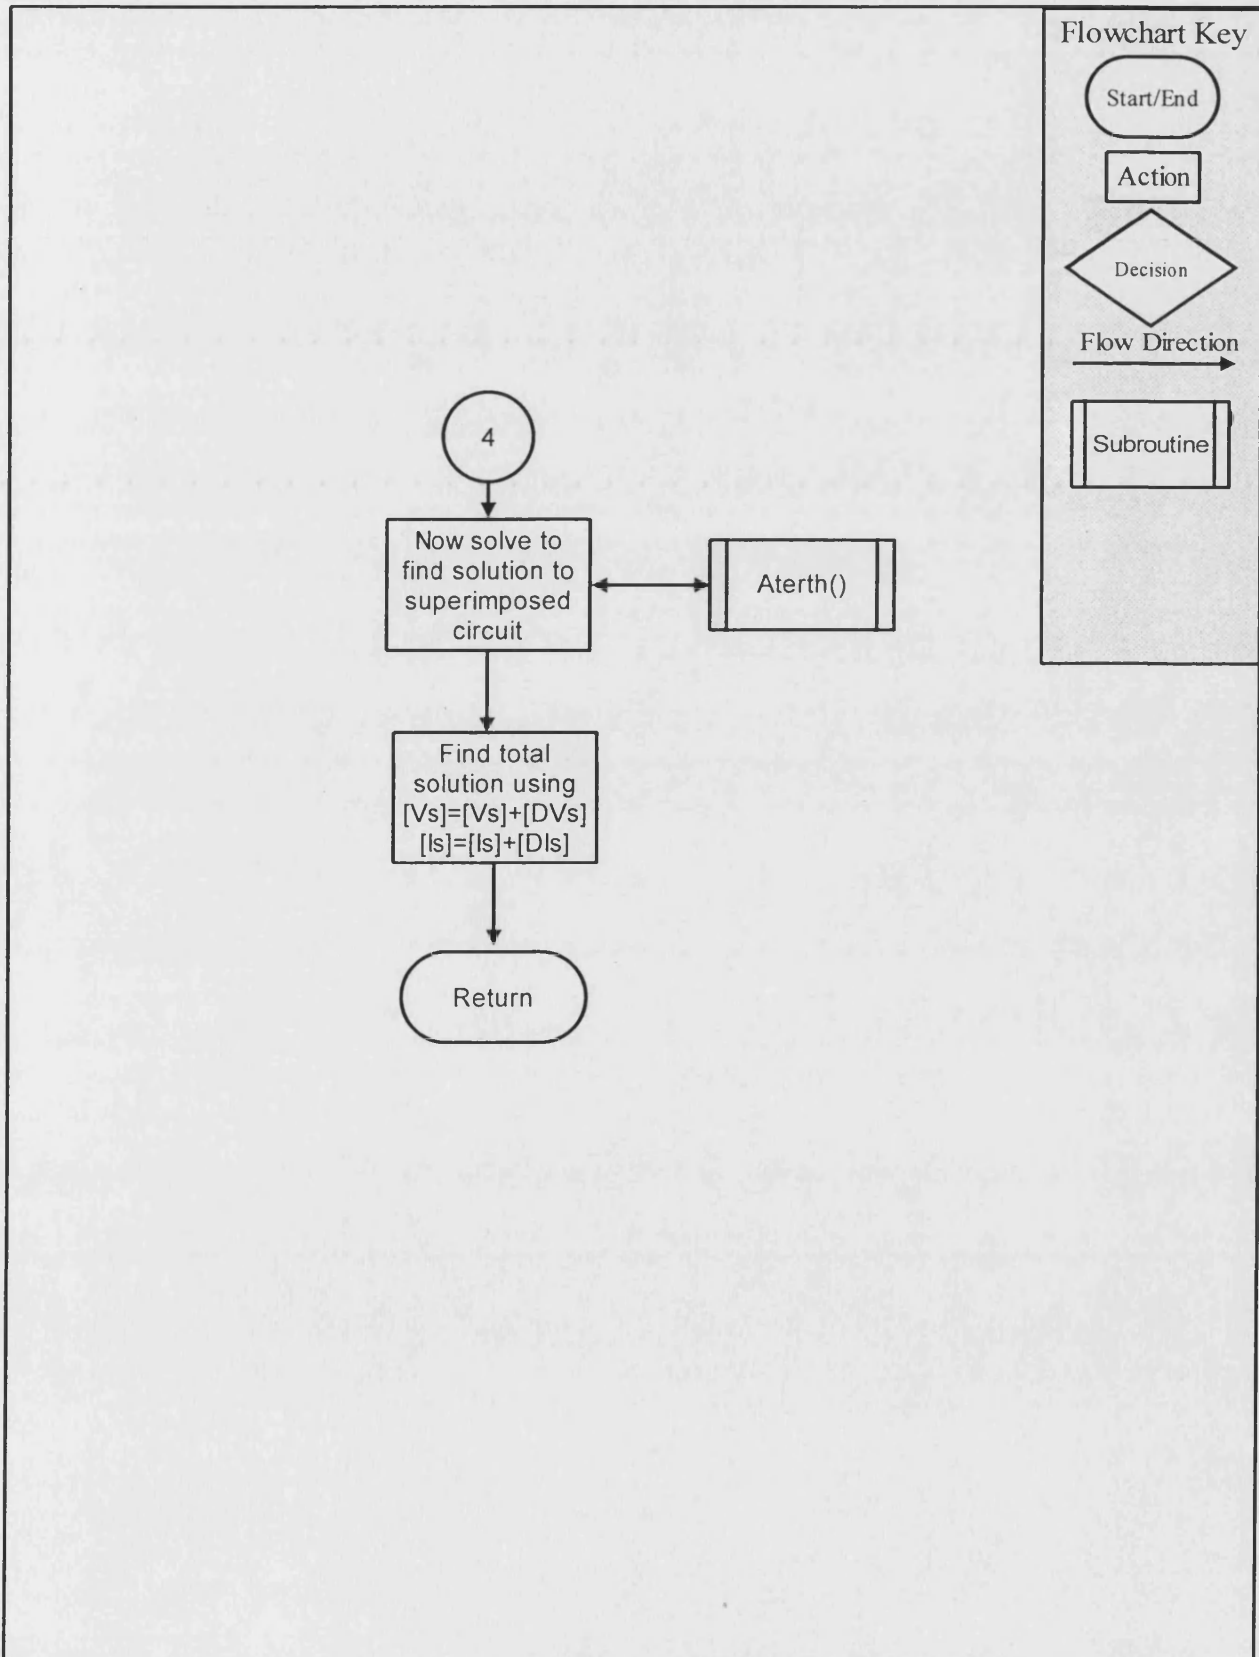 Flowchart Key
Start/End
Action
Decision
Flow Direction
Subroutine
4
Now solve to
find solution to
superimposed
circuit
Aterth()
Find total
solution using
[Vs]=[Vs]+[DVs]
[Is]=[Is]+[DIs]
Return